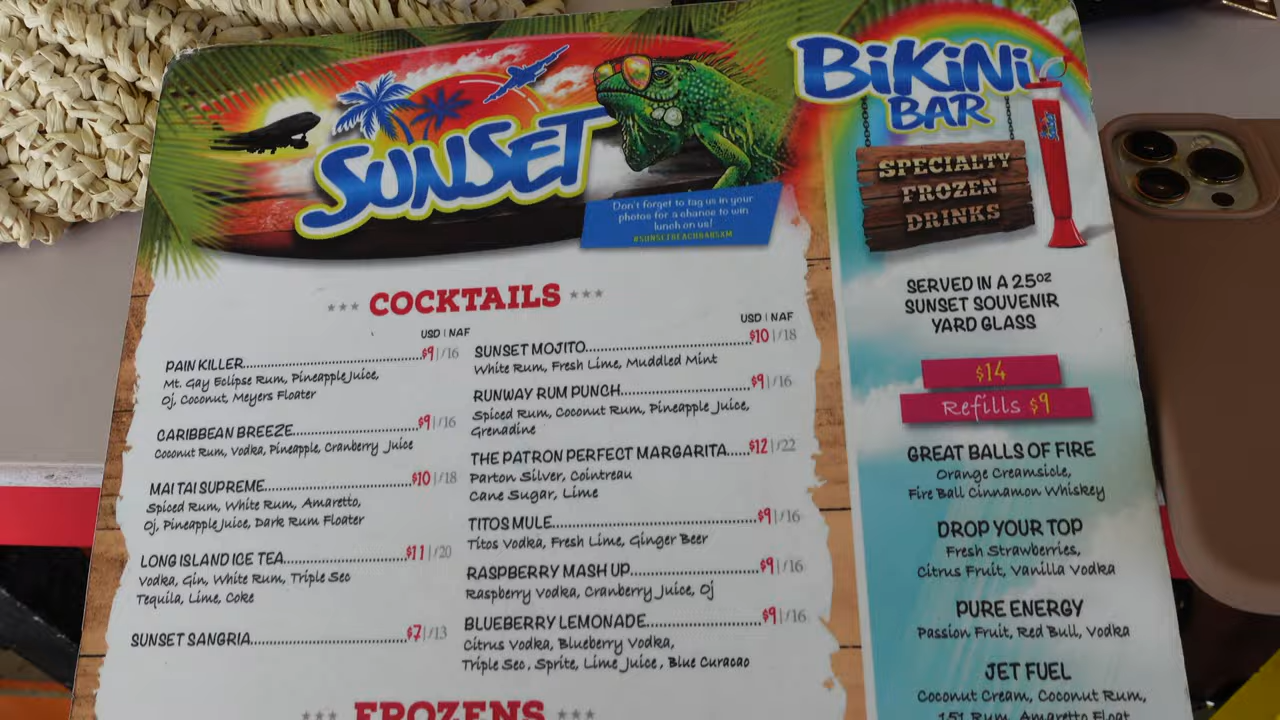 SUNSET
Don't forget to tag us in your
photos for a chance to win
lunch on us!
#SUNSETBEACHBARSXM
COCKTAILS
USD | NAF
PAIN KILLER $9 | /16
Mt. Gay Eclipse Rum, Pineapple Juice,
Oj, Coconut, Meyers Floater
CARIBBEAN BREEZE $9 | /16
Coconut Rum, Vodka, Pineapple, Cranberry Juice
MAI TAI SUPREME $10 | /18
Spiced Rum, White Rum, Amaretto,
Oj, Pineapple Juice, Dark Rum Floater
LONG ISLAND ICE TEA $11 | /20
Vodka, Gin, White Rum, Triple Sec
Tequila, Lime, Coke
SUNSET SANGRIA $7 | /13
USD | NAF
SUNSET MOJITO $10 | /18
White Rum, Fresh Lime, Muddled Mint
RUNWAY RUM PUNCH $9 | /16
Spiced Rum, Coconut Rum, Pineapple Juice,
Grenadine
THE PATRON PERFECT MARGARITA $12 | /22
Parton Silver, Cointreau
Cane Sugar, Lime
TITOS MULE $9 | /16
Titos Vodka, Fresh Lime, Ginger Beer
RASPBERRY MASH UP $9 | /16
Raspberry Vodka, Cranberry Juice, Oj
BLUEBERRY LEMONADE $9 | /16
Citrus Vodka, Blueberry Vodka,
Triple Sec, Sprite, Lime Juice, Blue Curacao
FROZENS
BiKiNi
BAR
SPECIALTY
FROZEN
DRINKS
SERVED IN A 25oz
SUNSET SOUVENIR
YARD GLASS
$14
Refills $9
GREAT BALLS OF FIRE
Orange Creamsicle,
Fire Ball Cinnamon Whiskey
DROP YOUR TOP
Fresh Strawberries,
Citrus Fruit, Vanilla Vodka
PURE ENERGY
Passion Fruit, Red Bull, Vodka
JET FUEL
Coconut Cream, Coconut Rum,
151 Rum, Amaretto Float